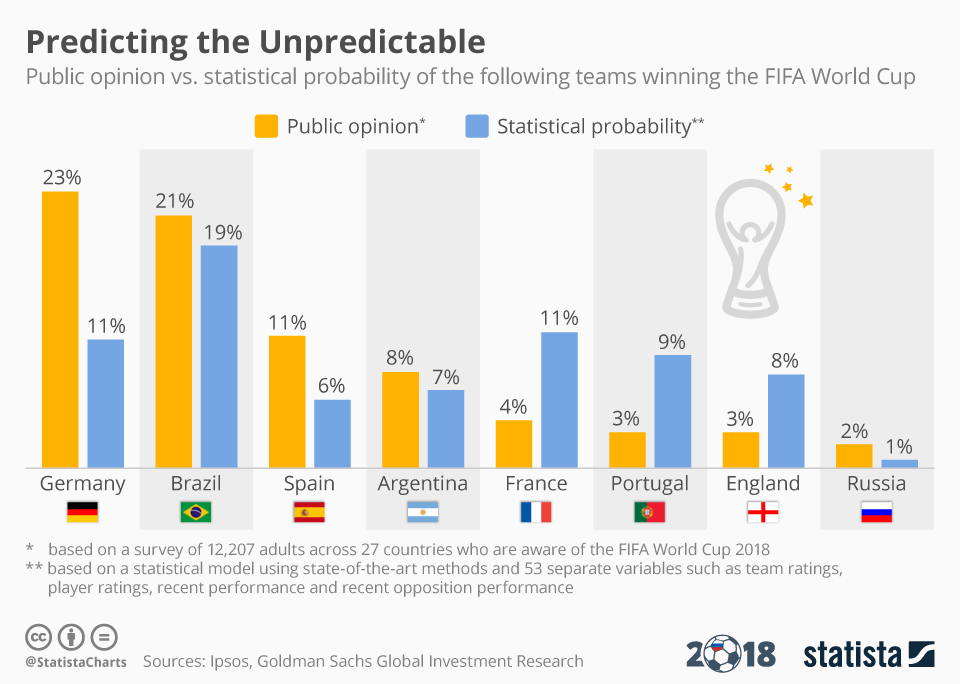 Predicting the Unpredictable
Public opinion vs. statistical probability of the following teams winning the FIFA World Cup
Public opinion* Statistical probability**
23%
11%
21%
19%
11%
6%
8%
7%
4%
11%
3%
9%
3%
8%
2%
1%
Germany Brazil Spain Argentina France Portugal England Russia
* based on a survey of 12,207 adults across 27 countries who are aware of the FIFA World Cup 2018
** based on a statistical model using state-of-the-art methods and 53 separate variables such as team ratings,
player ratings, recent performance and recent opposition performance
cc
@StatistaCharts Sources: Ipsos, Goldman Sachs Global Investment Research
2018
statista